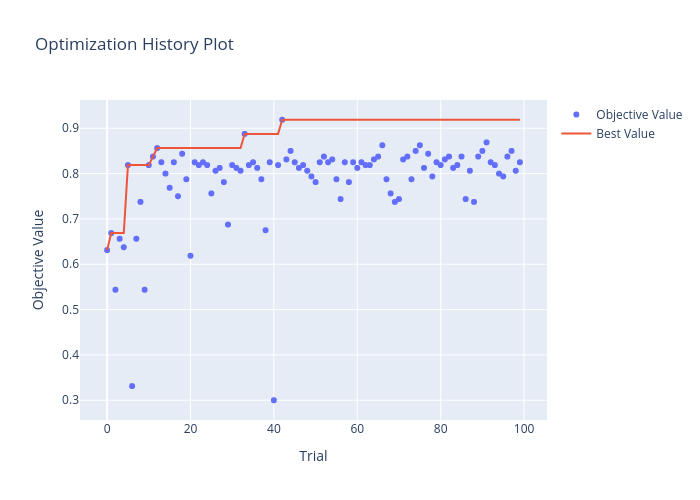 Optimization History Plot
Objective Value
Best Value
0.9
0.8
0.7
0.6
0.5
0.4
0.3
Objective Value
0
20
40
60
80
100
Trial